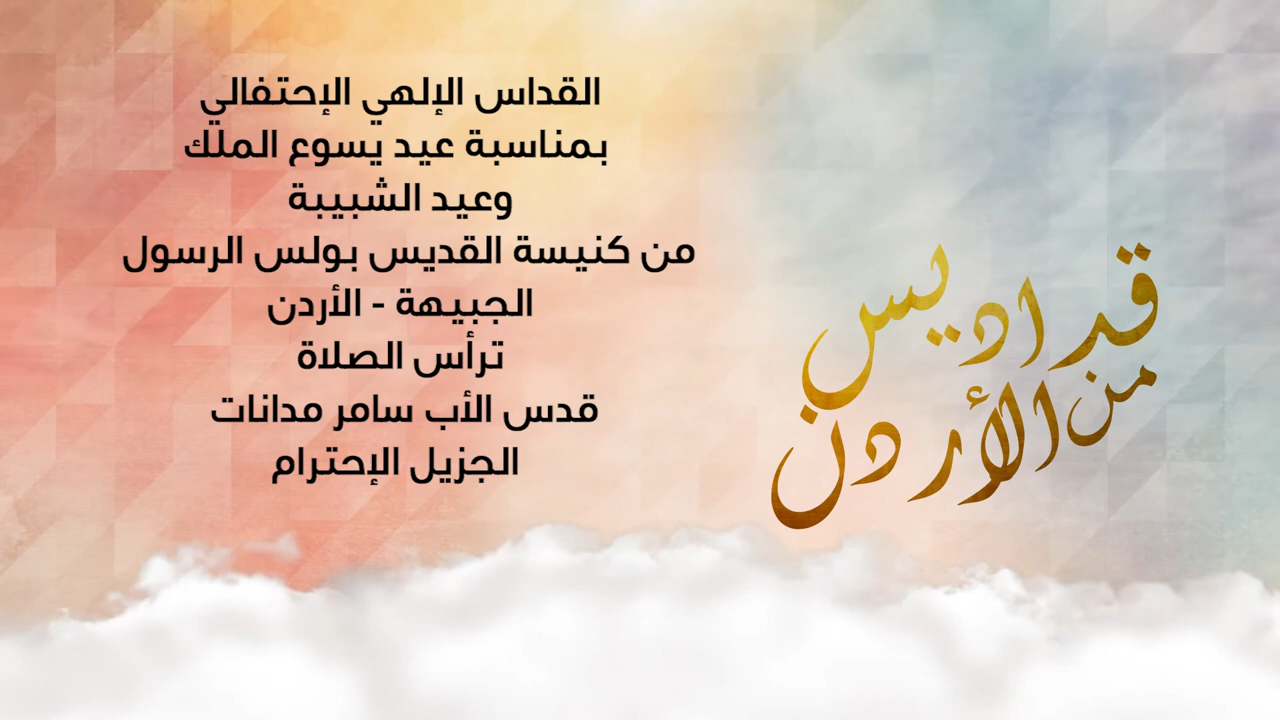 القداس الإلهي الإحتفالي
بمناسبة عيد يسوع الملك
وعيد الشبيبة
من كنيسة القديس بولس الرسول
الجبيهة - الأردن
ترأس الصلاة
قدس الأب سامر مدانات
الجزيل الإحترام
قداديس
من الأردن